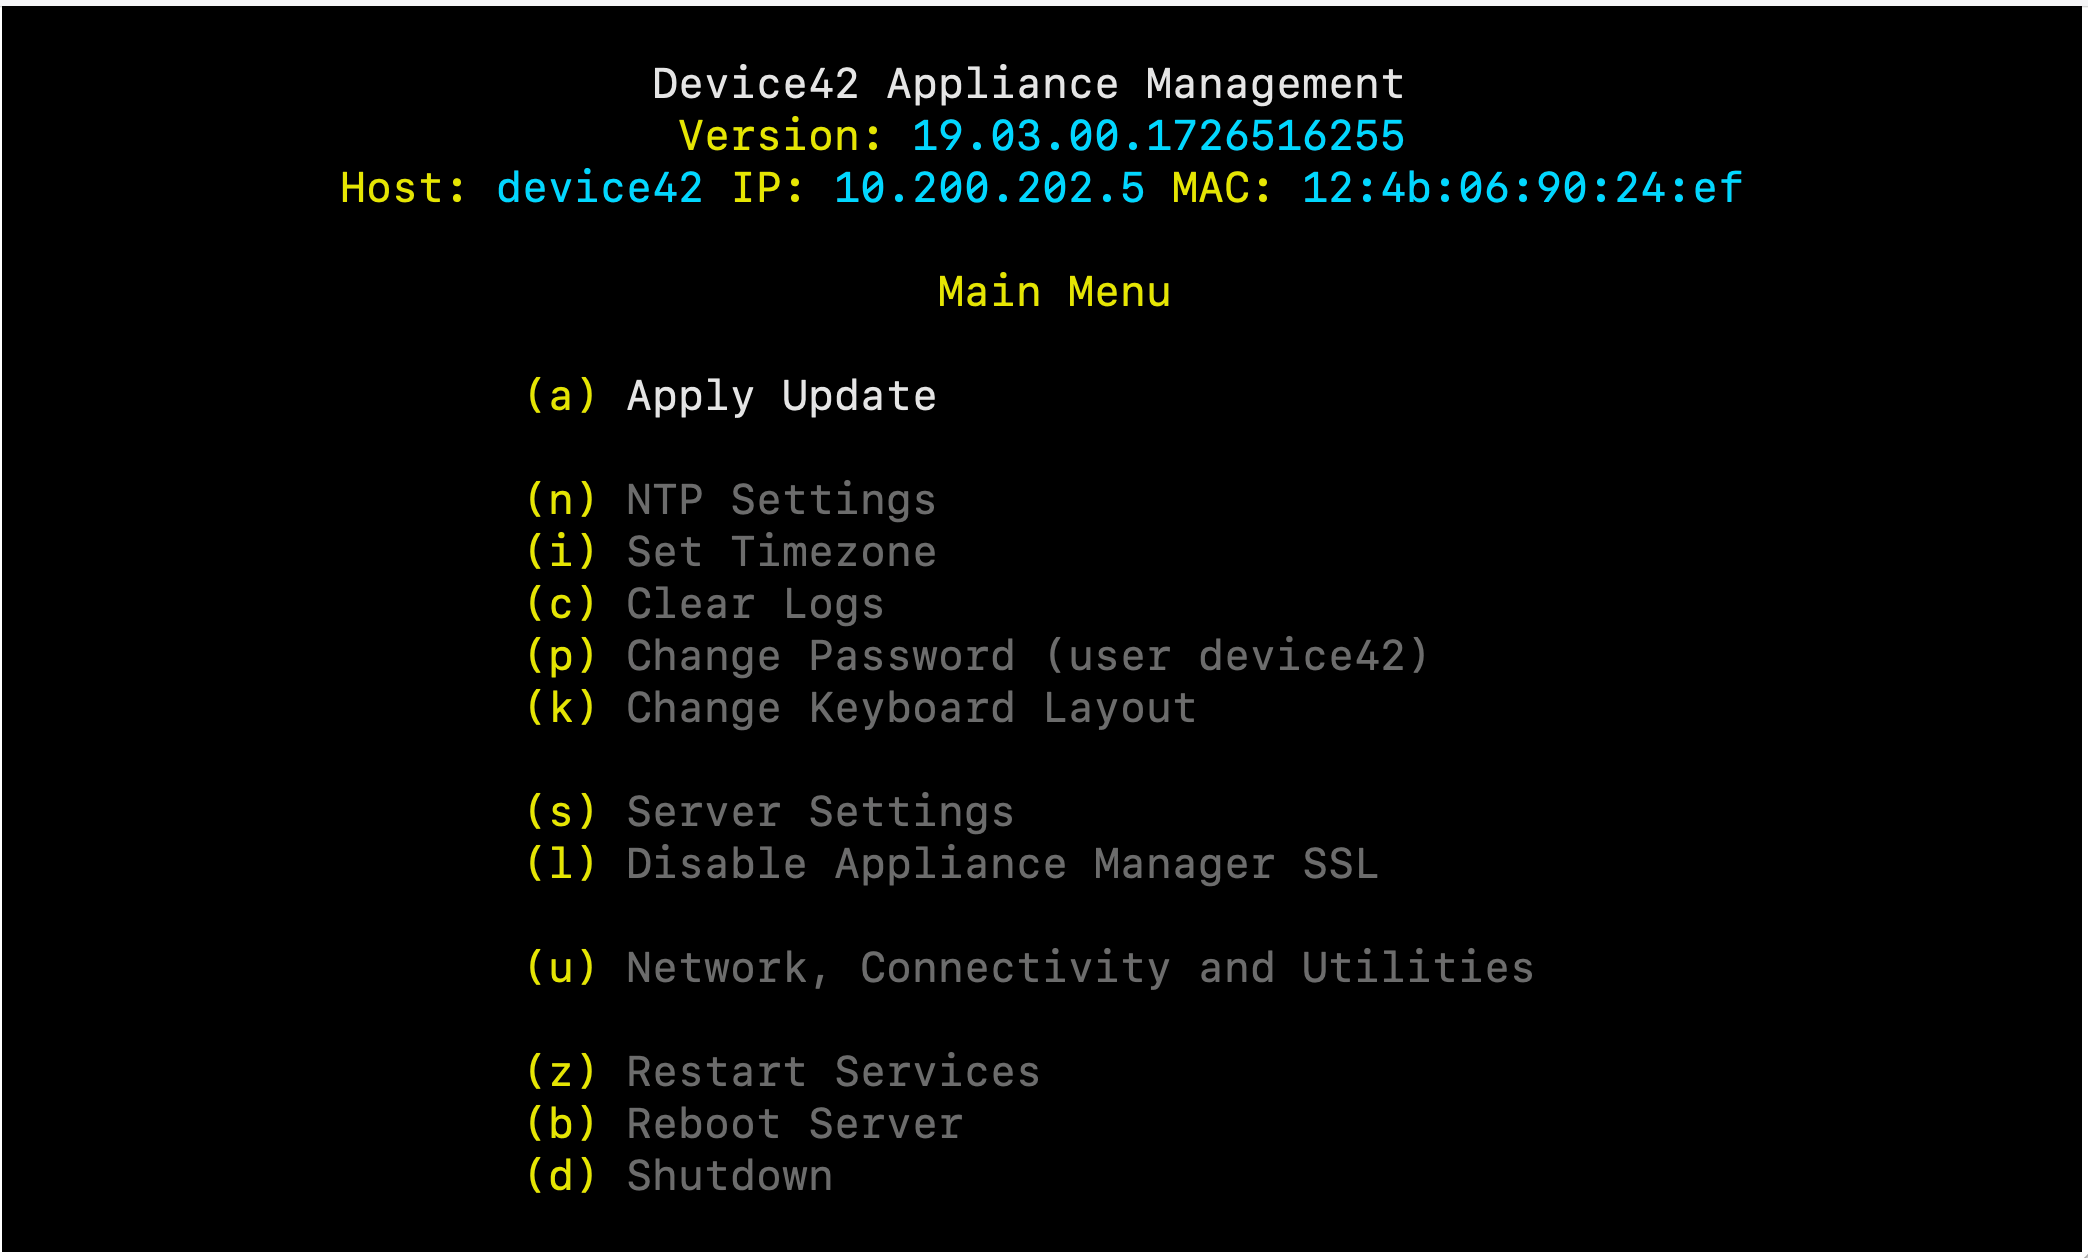 Device42 Appliance Management
Version: 19.03.00.1726516255
Host: device42 IP: 10.200.202.5 MAC: 12:4b:06:90:24:ef
Main Menu
(a) Apply Update
(n) NTP Settings
(i) Set Timezone
(c) Clear Logs
(p) Change Password (user device42)
(k) Change Keyboard Layout
(s) Server Settings
(l) Disable Appliance Manager SSL
(u) Network, Connectivity and Utilities
(z) Restart Services
(b) Reboot Server
(d) Shutdown